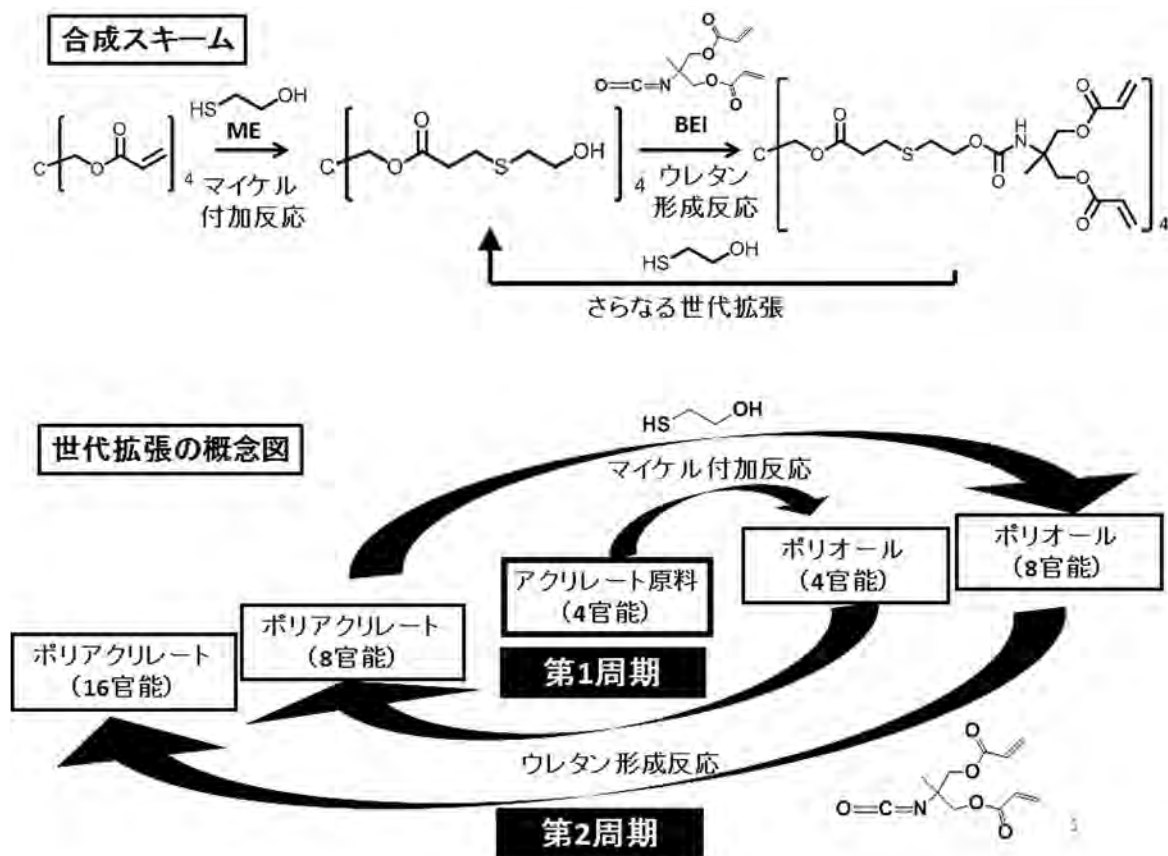 合成スキーム
HS OH
ME
マイケル
付加反応
C O O 4
C O O S OH 4
O=C=N O O O O
BEI
ウレタン
形成反応
C O O S O O H N O O O O 4
HS OH
さらなる世代拡張
世代拡張の概念図
HS OH
マイケル付加反応
アクリレート原料
(4官能)
ポリオール
(4官能)
ポリオール
(8官能)
ポリアクリレート
(8官能)
ポリアクリレート
(16官能)
第1周期
ウレタン形成反応
第2周期
O=C=N O O O O